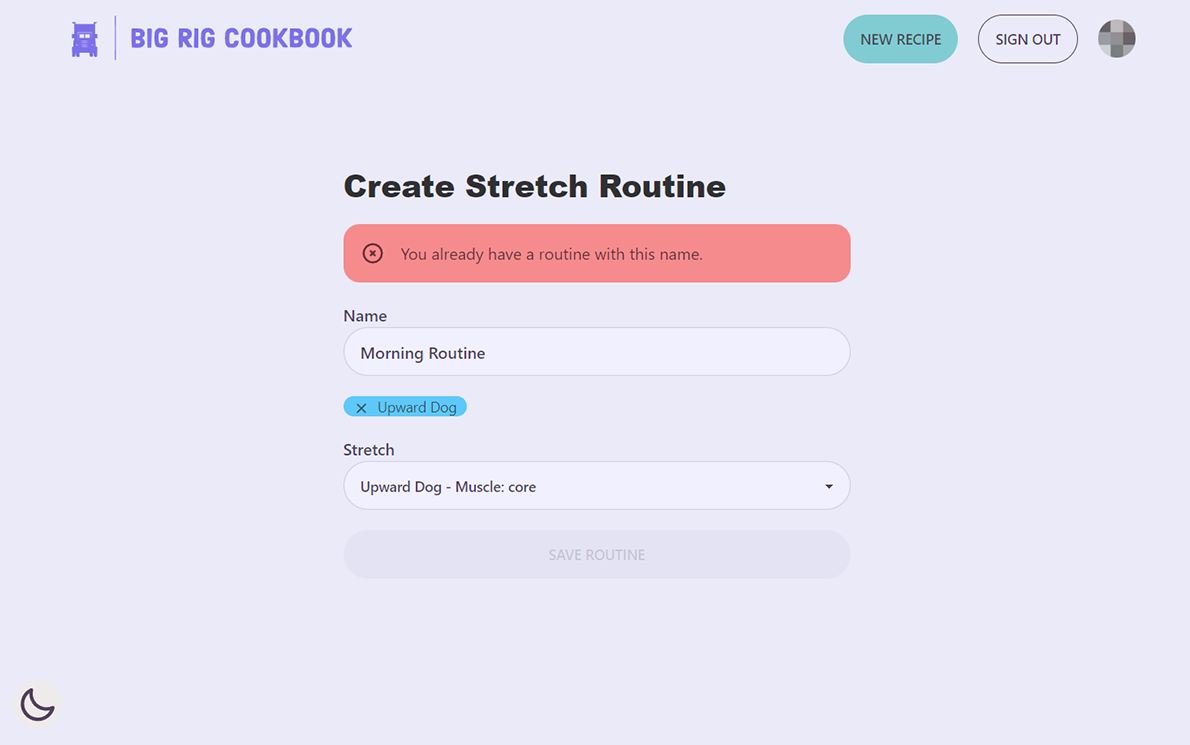 BIG RIG COOKBOOK
NEW RECIPE
SIGN OUT
Create Stretch Routine
You already have a routine with this name.
Name
Morning Routine
Upward Dog
Stretch
Upward Dog - Muscle: core
SAVE ROUTINE